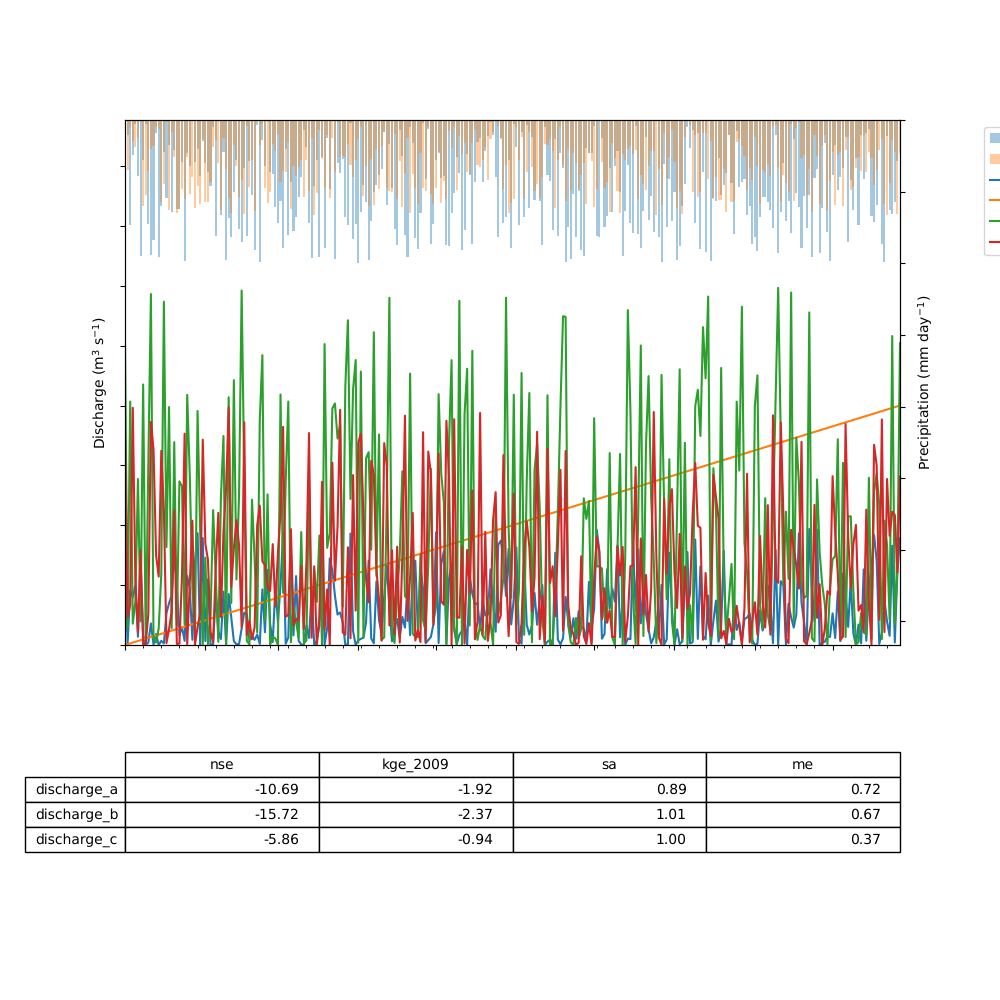 Discharge (m³ s⁻¹)
Precipitation (mm day⁻¹)
nse kge_2009 sa me
discharge_a -10.69 -1.92 0.89 0.72
discharge_b -15.72 -2.37 1.01 0.67
discharge_c -5.86 -0.94 1.00 0.37